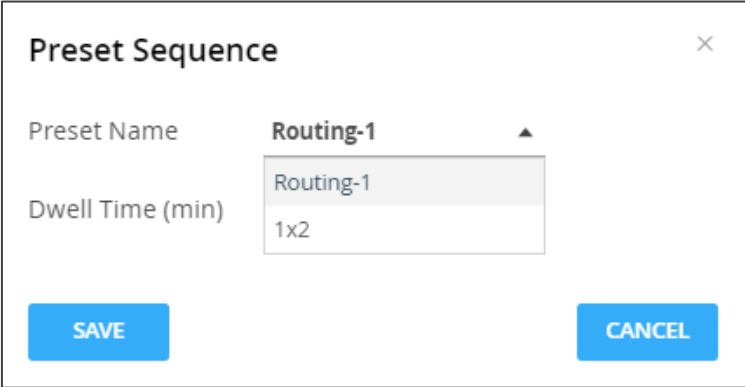 Preset Sequence
Preset Name Routing-1
Routing-1
Dwell Time (min)
1x2
SAVE CANCEL